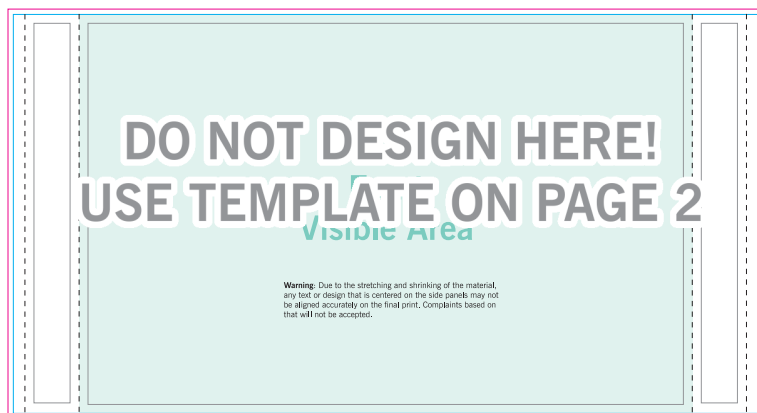 DO NOT DESIGN HERE!
USE TEMPLATE ON PAGE 2
Visible Area
Warning: Due to the stretching and shrinking of the material,
any text or design that is centered on the side panels may not
be aligned accurately on the final print. Complaints based on
that will not be accepted.